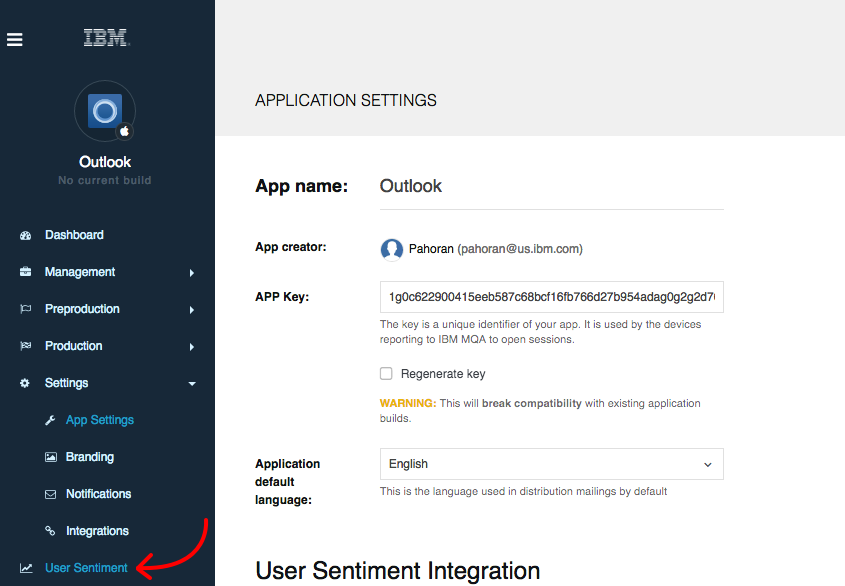 IBM
Outlook
No current build
Dashboard
Management
Preproduction
Production
Settings
App Settings
Branding
Notifications
Integrations
User Sentiment
APPLICATION SETTINGS
App name: Outlook
App creator: Pahoran (pahoran@us.ibm.com)
APP Key: 1g0c622900415eeb587c68bcf16fb766d27b954adag0g2g2d7
The key is a unique identifier of your app. It is used by the devices
reporting to IBM MQA to open sessions.
Regenerate key
WARNING: This will break compatibility with existing application
builds.
Application
default
language:
English
This is the language used in distribution mailings by default
User Sentiment Integration